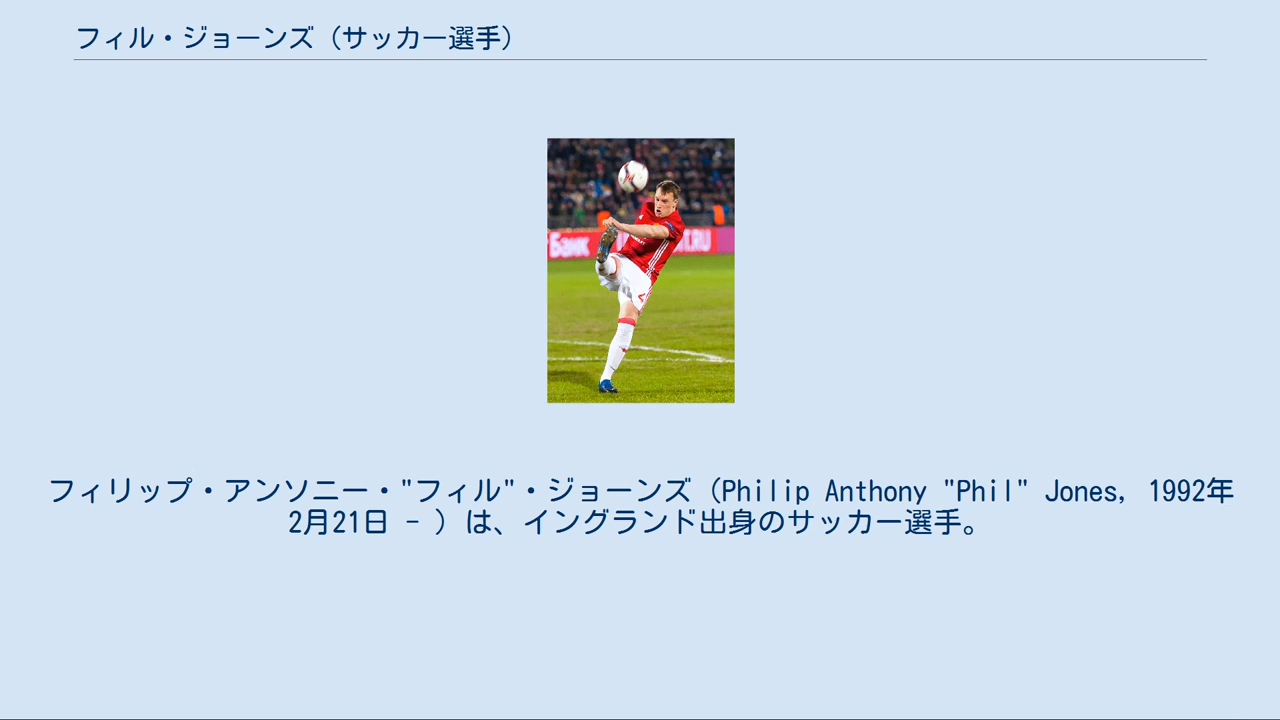 フィル・ジョーンズ（サッカー選手）
Банк
T.RU
フィリップ・アンソニー・"フィル"・ジョーンズ（Philip Anthony "Phil" Jones, 1992年
2月21日 - ）は、イングランド出身のサッカー選手。